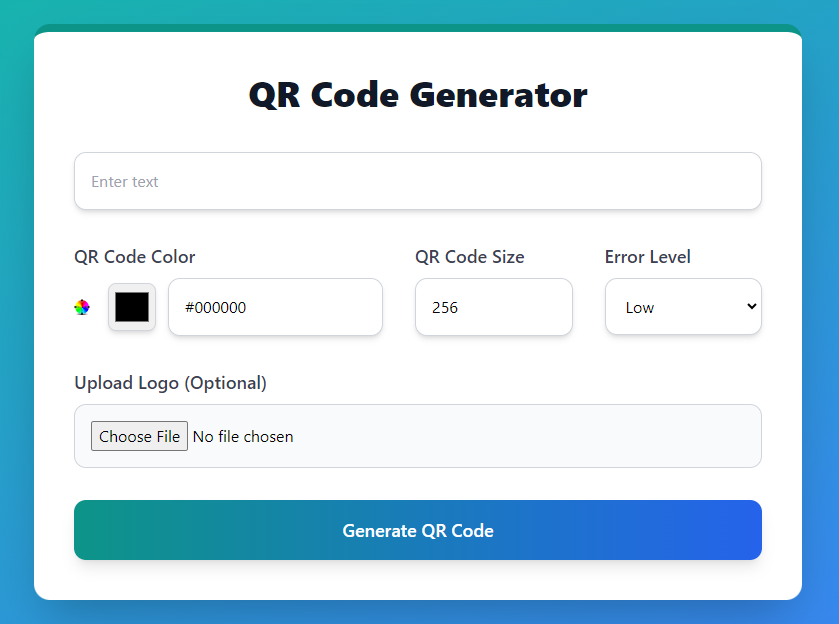 QR Code Generator
Enter text
QR Code Color QR Code Size Error Level
#000000 256 Low
Upload Logo (Optional)
Choose File No file chosen
Generate QR Code